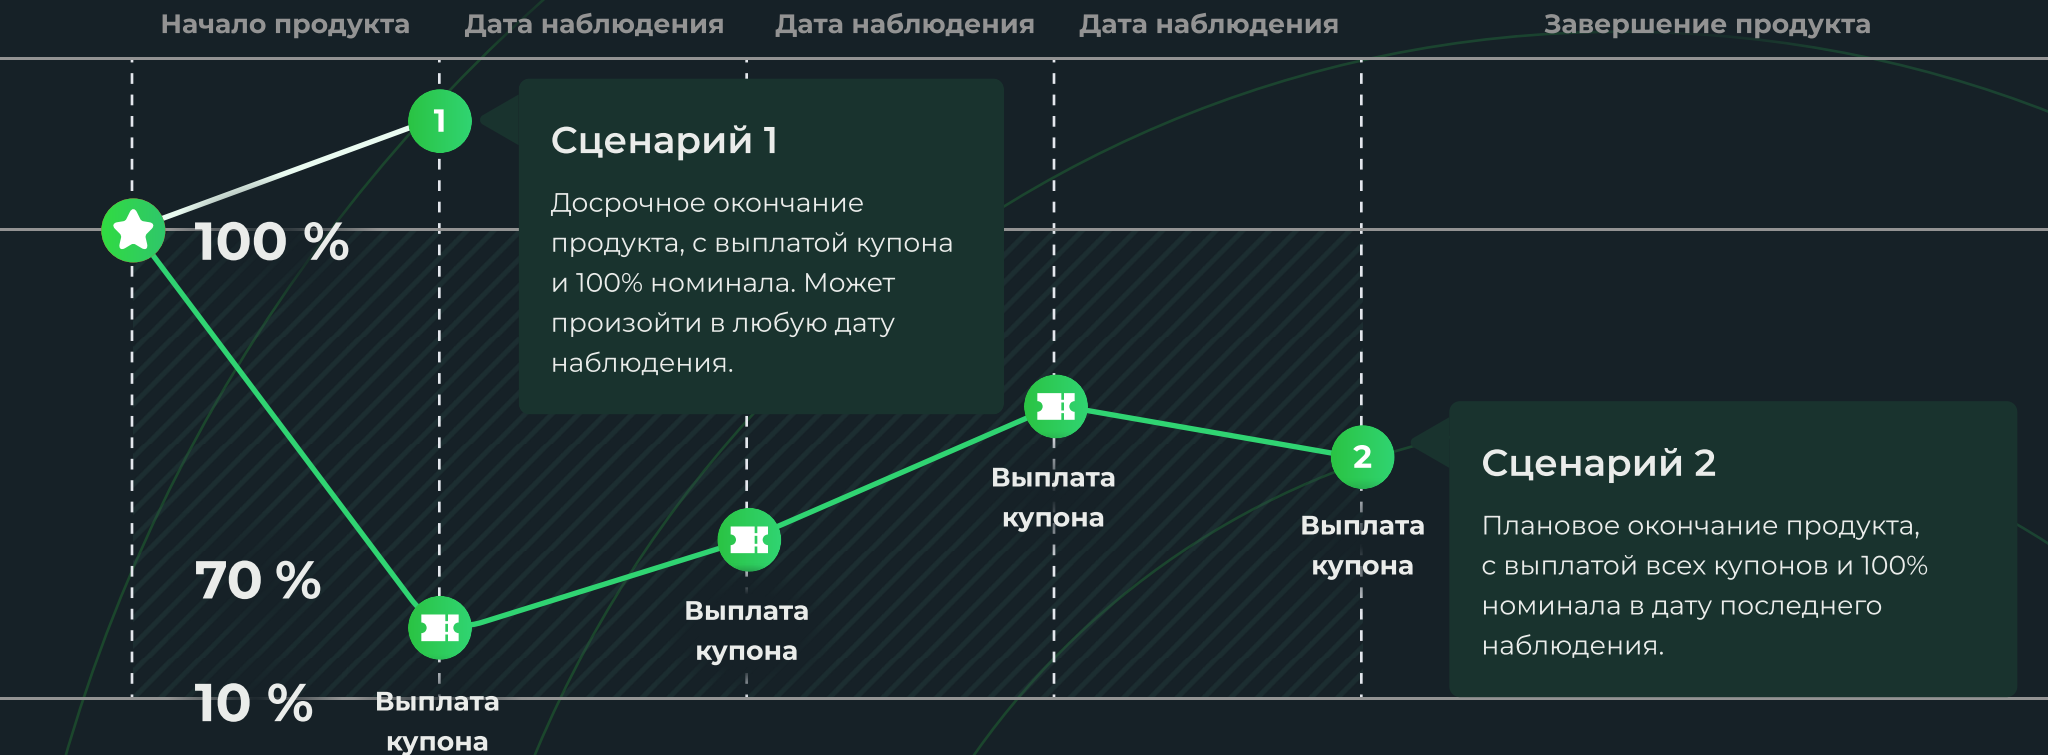 Начало продукта
Дата наблюдения
Дата наблюдения
Дата наблюдения
Завершение продукта
1
Сценарий 1
Досрочное окончание
продукта, с выплатой купона
и 100% номинала. Может
произойти в любую дату
наблюдения.
100 %
70 %
10 %
Выплата
купона
Выплата
купона
Выплата
купона
2
Выплата
купона
Сценарий 2
Плановое окончание продукта,
с выплатой всех купонов и 100%
номинала в дату последнего
наблюдения.